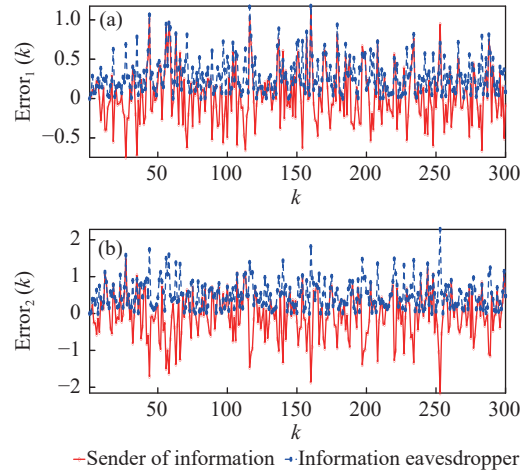 (a)
Error₁ (k)
1.0
0.5
0
−0.5
50 100 150 200 250 300
k
(b)
Error₂ (k)
2
1
0
−1
−2
50 100 150 200 250 300
k
Sender of information Information eavesdropper